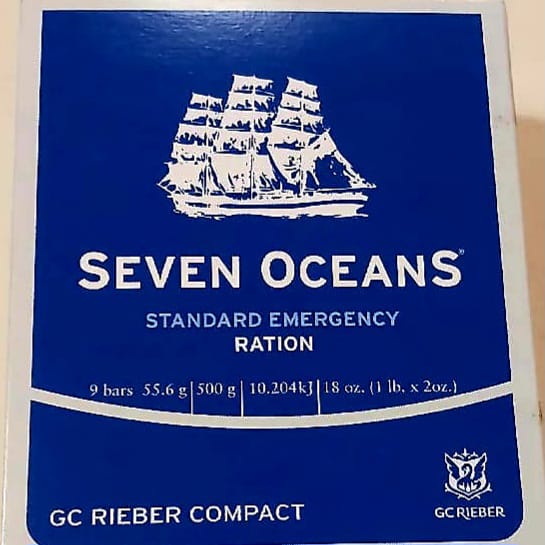 SEVEN OCEANS®
STANDARD EMERGENCY
RATION
9 bars 55.6 g | 500 g | 10.204kJ | 18 oz. (1 lb. x 2oz.)
GC RIEBER COMPACT
GC RIEBER